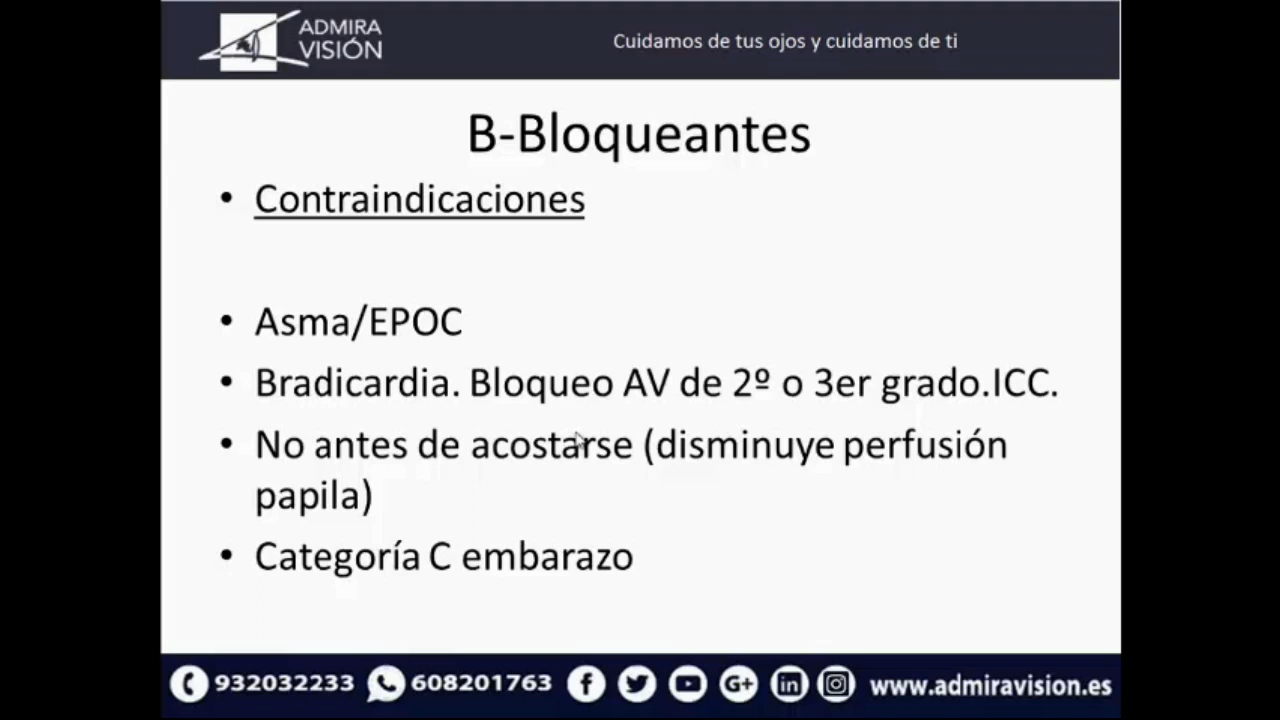 ADMIRA
VISIÓN
Cuidamos de tus ojos y cuidamos de ti
B-Bloqueantes
• Contraindicaciones
• Asma/EPOC
• Bradicardia. Bloqueo AV de 2º o 3er grado.ICC.
• No antes de acostarse (disminuye perfusión
papila)
• Categoría C embarazo
932032233 608201763 f G+ in www.admiravision.es